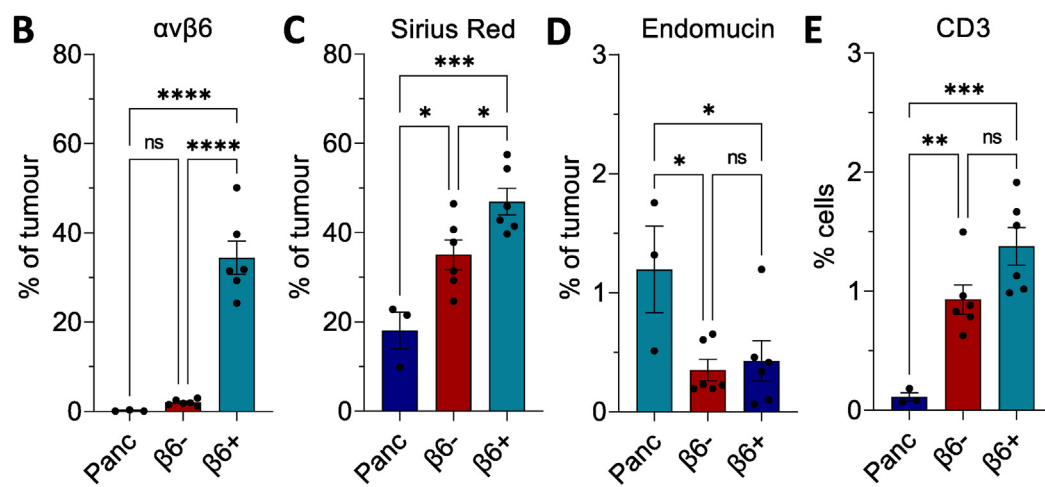 B
αvβ6
% of tumour
80
60
40
20
0
****
ns
****
Panc
β6-
β6+
C
Sirius Red
% of tumour
80
60
40
20
0
***
*
*
Panc
β6-
β6+
D
Endomucin
% of tumour
3
2
1
0
*
*
ns
Panc
β6-
β6+
E
CD3
% cells
3
2
1
0
***
**
ns
Panc
β6-
β6+